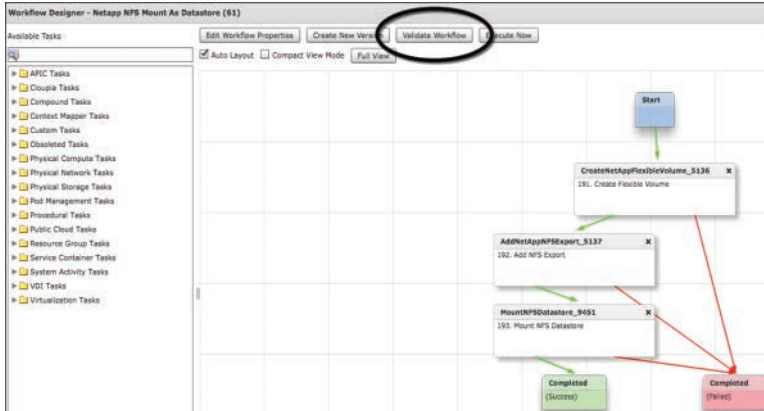 Workflow Designer - Netapp NFS Mount As Datastore (61)
Available Tasks
Edit Workflow Properties
Create New Version
Validate Workflow
Execute Now
Auto Layout
Compact View Mode
Full View
APIC Tasks
Cloupia Tasks
Compound Tasks
Context Mapper Tasks
Custom Tasks
Obsoleted Tasks
Physical Compute Tasks
Physical Network Tasks
Physical Storage Tasks
Pod Management Tasks
Procedural Tasks
Public Cloud Tasks
Resource Group Tasks
Service Container Tasks
System Activity Tasks
VDI Tasks
Virtualization Tasks
Start
CreateNetAppFlexibleVolume_5136
191. Create Flexible Volume
AddNetAppNFSExport_5137
192. Add NFS Export
MountNFSDatastore_9451
193. Mount NFS Datastore
Completed
(Success)
Completed
(Failed)